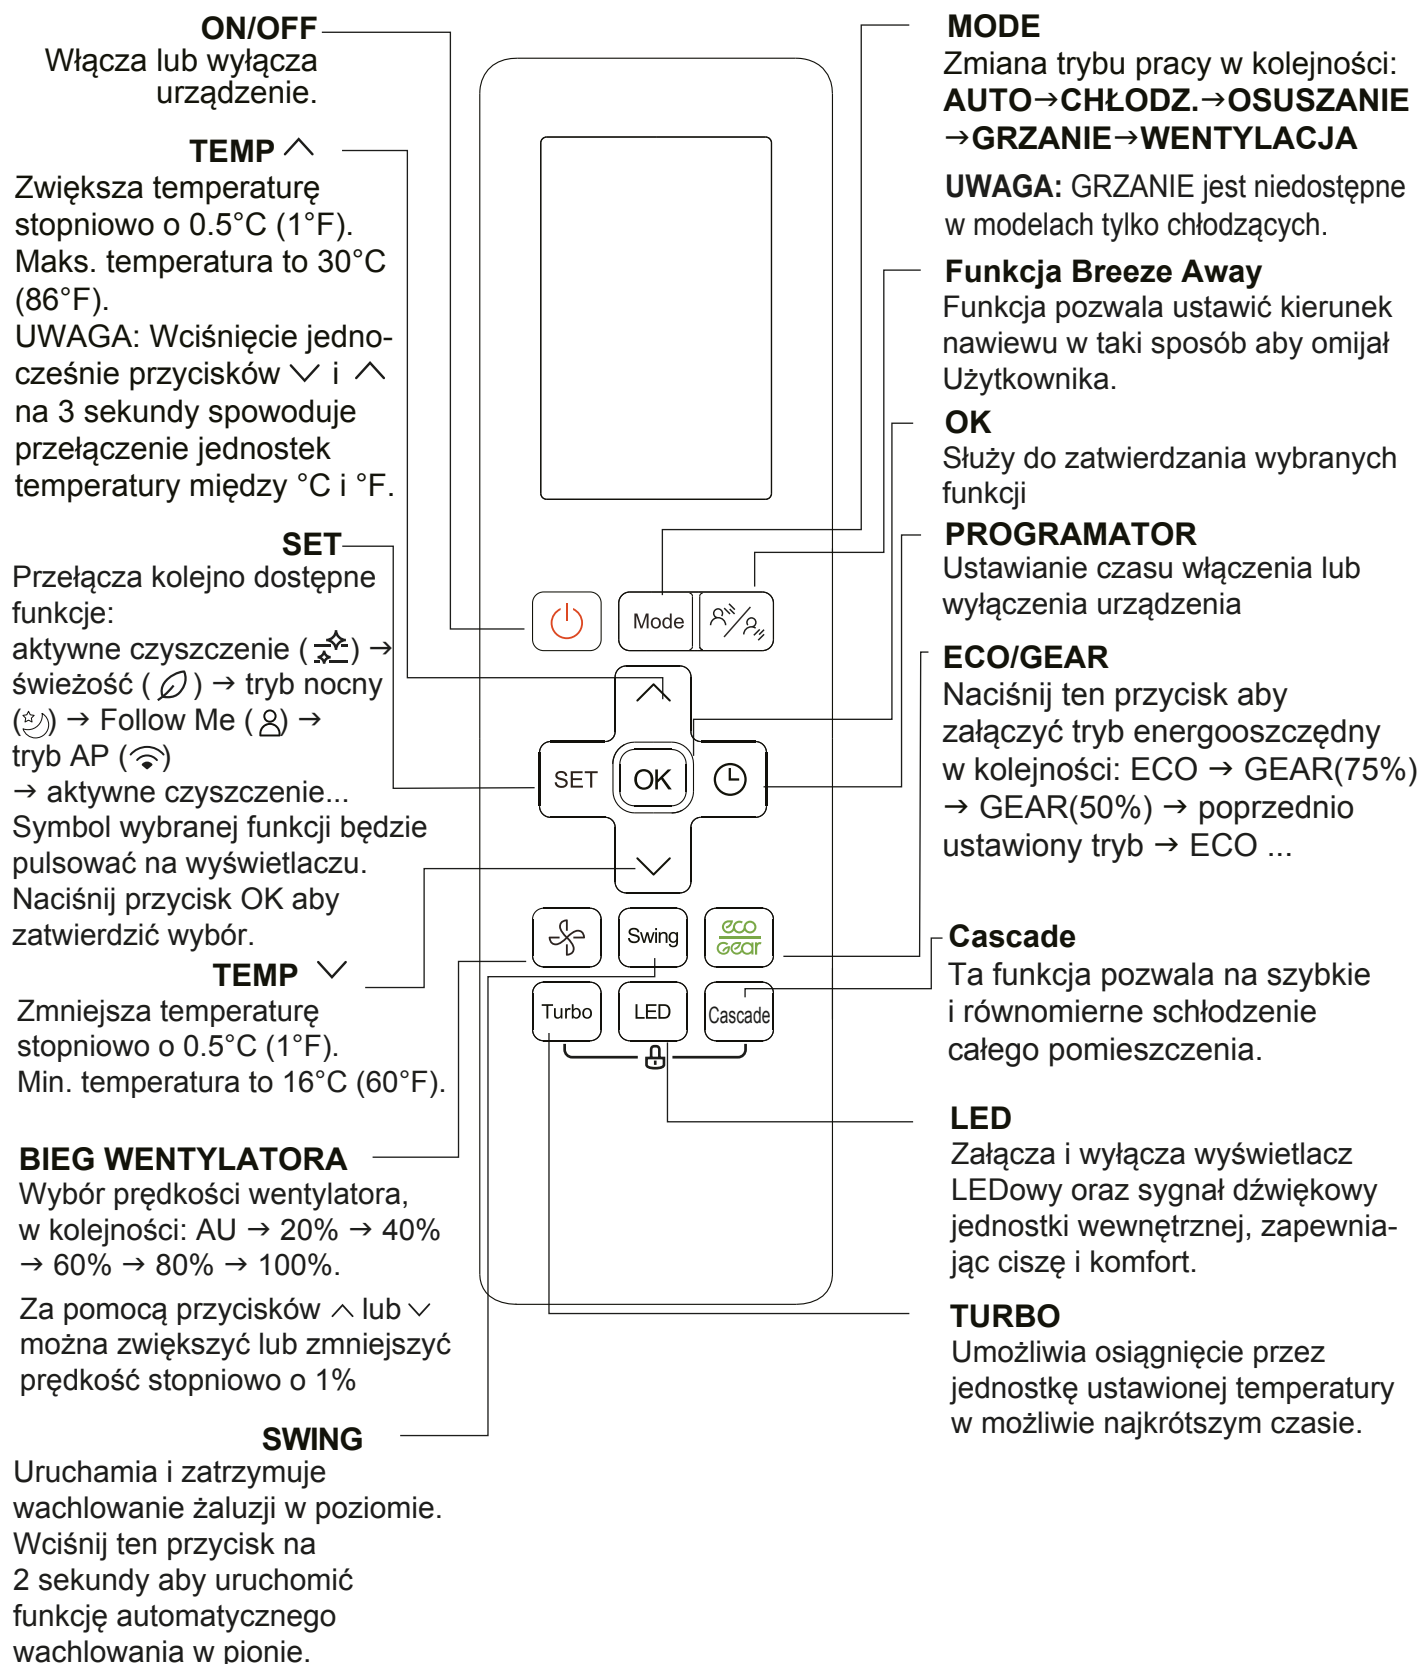 ON/OFF
Włącza lub wyłącza
urządzenie.
TEMP ︿
Zwiększa temperaturę
stopniowo o 0.5°C (1°F).
Maks. temperatura to 30°C
(86°F).
UWAGA: Wciśnięcie jedno-
cześnie przycisków ﹀ i ︿
na 3 sekundy spowoduje
przełączenie jednostek
temperatury między °C i °F.
SET
Przełącza kolejno dostępne
funkcje:
aktywne czyszczenie ( ) →
świeżość ( ) → tryb nocny
( ) → Follow Me ( ) →
tryb AP ( )
→ aktywne czyszczenie...
Symbol wybranej funkcji będzie
pulsować na wyświetlaczu.
Naciśnij przycisk OK aby
zatwierdzić wybór.
TEMP ﹀
Zmniejsza temperaturę
stopniowo o 0.5°C (1°F).
Min. temperatura to 16°C (60°F).
BIEG WENTYLATORA
Wybór prędkości wentylatora,
w kolejności: AU → 20% → 40%
→ 60% → 80% → 100%.
Za pomocą przycisków ︿ lub ﹀
można zwiększyć lub zmniejszyć
prędkość stopniowo o 1%
SWING
Uruchamia i zatrzymuje
wachlowanie żaluzji w poziomie.
Wciśnij ten przycisk na
2 sekundy aby uruchomić
funkcję automatycznego
wachlowania w pionie.
Mode
SET
OK
Swing
eco
Gear
Turbo
LED
Cascade
MODE
Zmiana trybu pracy w kolejności:
AUTO→CHŁODZ.→OSUSZANIE
→GRZANIE→WENTYLACJA
UWAGA: GRZANIE jest niedostępne
w modelach tylko chłodzących.
Funkcja Breeze Away
Funkcja pozwala ustawić kierunek
nawiewu w taki sposób aby omijał
Użytkownika.
OK
Służy do zatwierdzania wybranych
funkcji
PROGRAMATOR
Ustawianie czasu włączenia lub
wyłączenia urządzenia
ECO/GEAR
Naciśnij ten przycisk aby
załączyć tryb energooszczędny
w kolejności: ECO → GEAR(75%)
→ GEAR(50%) → poprzednio
ustawiony tryb → ECO ...
Cascade
Ta funkcja pozwala na szybkie
i równomierne schłodzenie
całego pomieszczenia.
LED
Załącza i wyłącza wyświetlacz
LEDowy oraz sygnał dźwiękowy
jednostki wewnętrznej, zapewnia-
jąc ciszę i komfort.
TURBO
Umożliwia osiągnięcie przez
jednostkę ustawionej temperatury
w możliwie najkrótszym czasie.